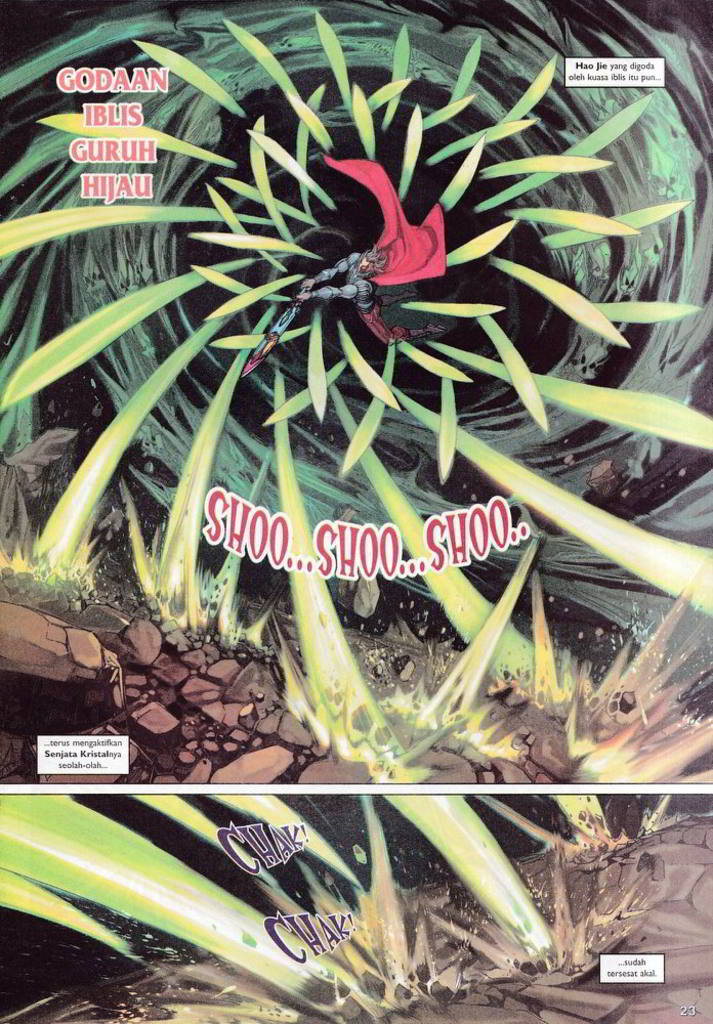 GODAAN
IBLIS
GURUH
HIJAU
Hao Jie yang digoda
oleh kuasa iblis itu pun...
SHOO...SHOO...SHOO..
...terus mengaktifkan
Senjata Kristalnya
seolah-olah...
CHAK!
CHAK!
...sudah
tersesat akal.
23